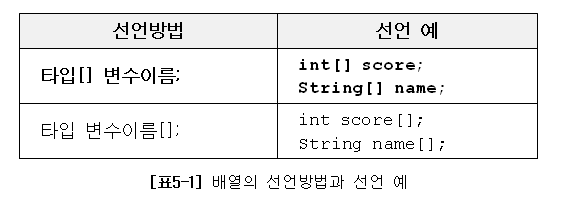 선언방법 선언 예
타입[] 변수이름; int[] score;
String[] name;
타입 변수이름[]; int score[];
String name[];
[표5-1] 배열의 선언방법과 선언 예